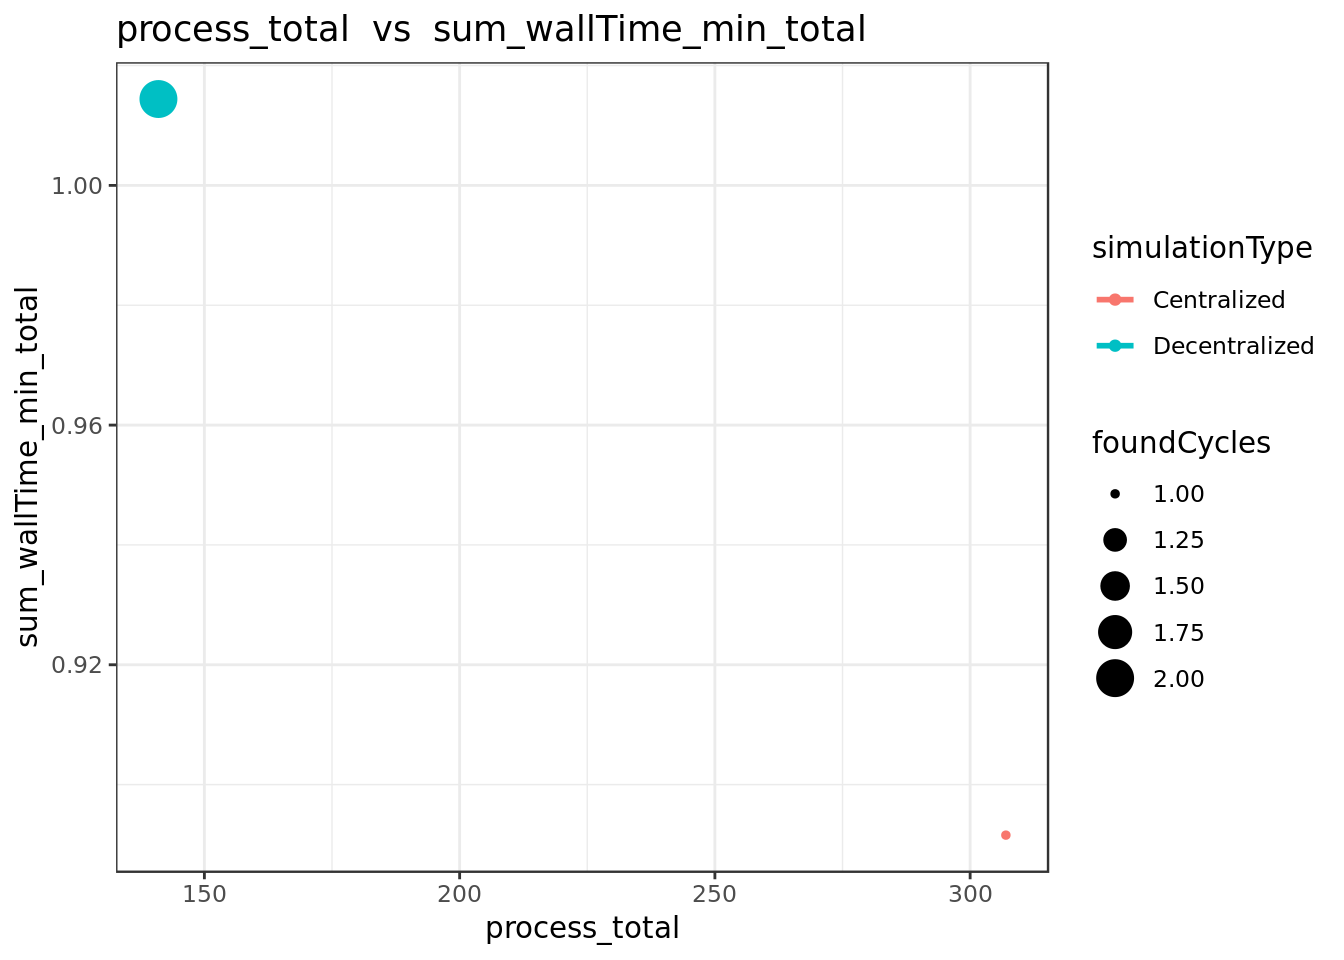 process_total  vs  sum_wallTime_min_total
sum_wallTime_min_total
1.00
0.96
0.92
150
200
250
300
process_total
simulationType
Centralized
Decentralized
foundCycles
1.00
1.25
1.50
1.75
2.00